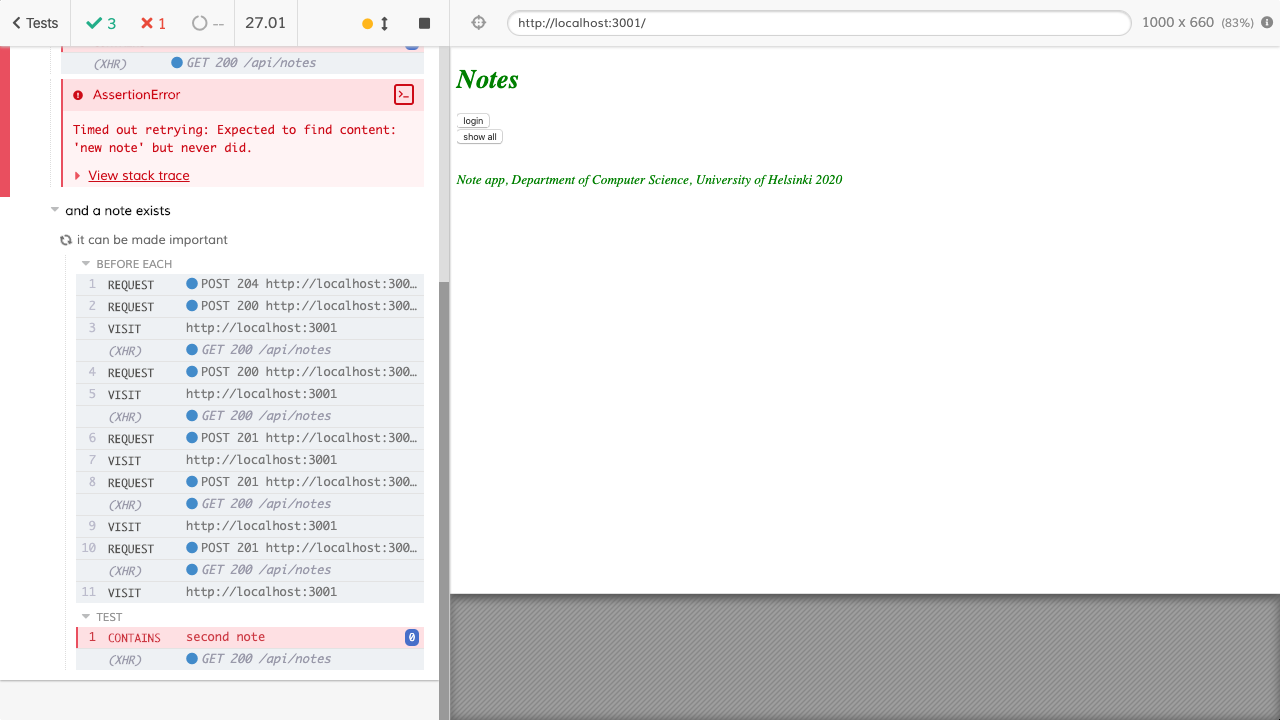 Tests 3 1 -- 27.01 http://localhost:3001/ 1000 x 660 (83%)
(XHR) GET 200 /api/notes
AssertionError
Timed out retrying: Expected to find content:
'new note' but never did.
View stack trace
and a note exists
it can be made important
BEFORE EACH
1 REQUEST POST 204 http://localhost:300…
2 REQUEST POST 200 http://localhost:300…
3 VISIT http://localhost:3001
(XHR) GET 200 /api/notes
4 REQUEST POST 200 http://localhost:300…
5 VISIT http://localhost:3001
(XHR) GET 200 /api/notes
6 REQUEST POST 201 http://localhost:300…
7 VISIT http://localhost:3001
8 REQUEST POST 201 http://localhost:300…
(XHR) GET 200 /api/notes
9 VISIT http://localhost:3001
10 REQUEST POST 201 http://localhost:300…
(XHR) GET 200 /api/notes
11 VISIT http://localhost:3001
TEST
1 CONTAINS second note 0
(XHR) GET 200 /api/notes
Notes
login
show all
Note app, Department of Computer Science, University of Helsinki 2020